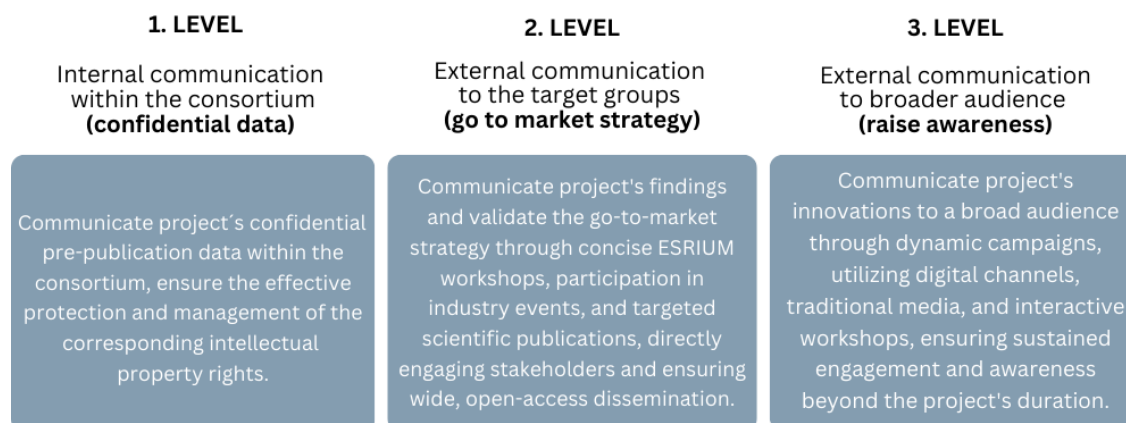 1. LEVEL
Internal communication
within the consortium
(confidential data)
Communicate project´s confidential
pre-publication data within the
consortium, ensure the effective
protection and management of the
corresponding intellectual
property rights.
2. LEVEL
External communication
to the target groups
(go to market strategy)
Communicate project's findings
and validate the go-to-market
strategy through concise ESRIUM
workshops, participation in
industry events, and targeted
scientific publications, directly
engaging stakeholders and ensuring
wide, open-access dissemination.
3. LEVEL
External communication
to broader audience
(raise awareness)
Communicate project's
innovations to a broad audience
through dynamic campaigns,
utilizing digital channels,
traditional media, and interactive
workshops, ensuring sustained
engagement and awareness
beyond the project's duration.